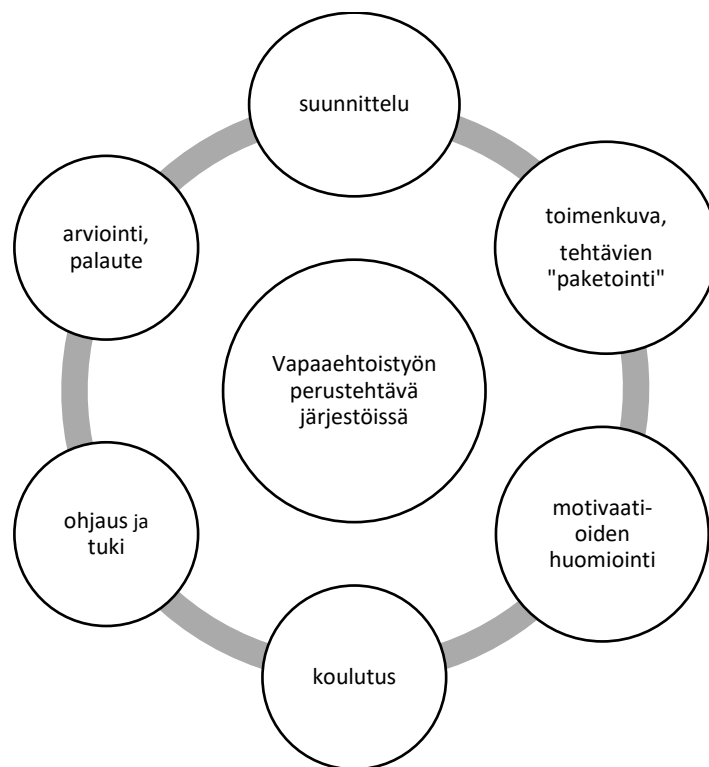 suunnittelu
toimenkuva,
tehtävien
"paketointi"
arviointi,
palaute
Vapaaehtoistyön
perustehtävä
järjestöissä
ohjaus ja
tuki
motivaati-
oiden
huomiointi
koulutus